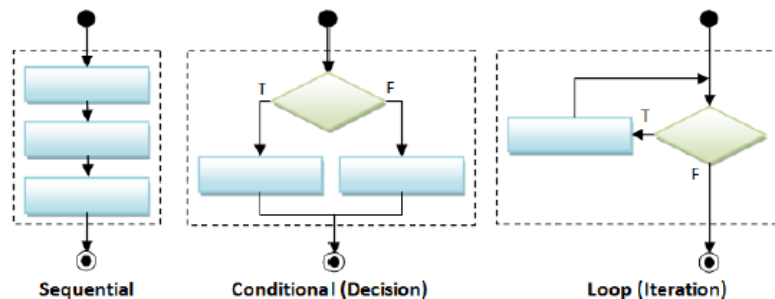 T
F
T
F
Sequential
Conditional (Decision)
Loop (Iteration)